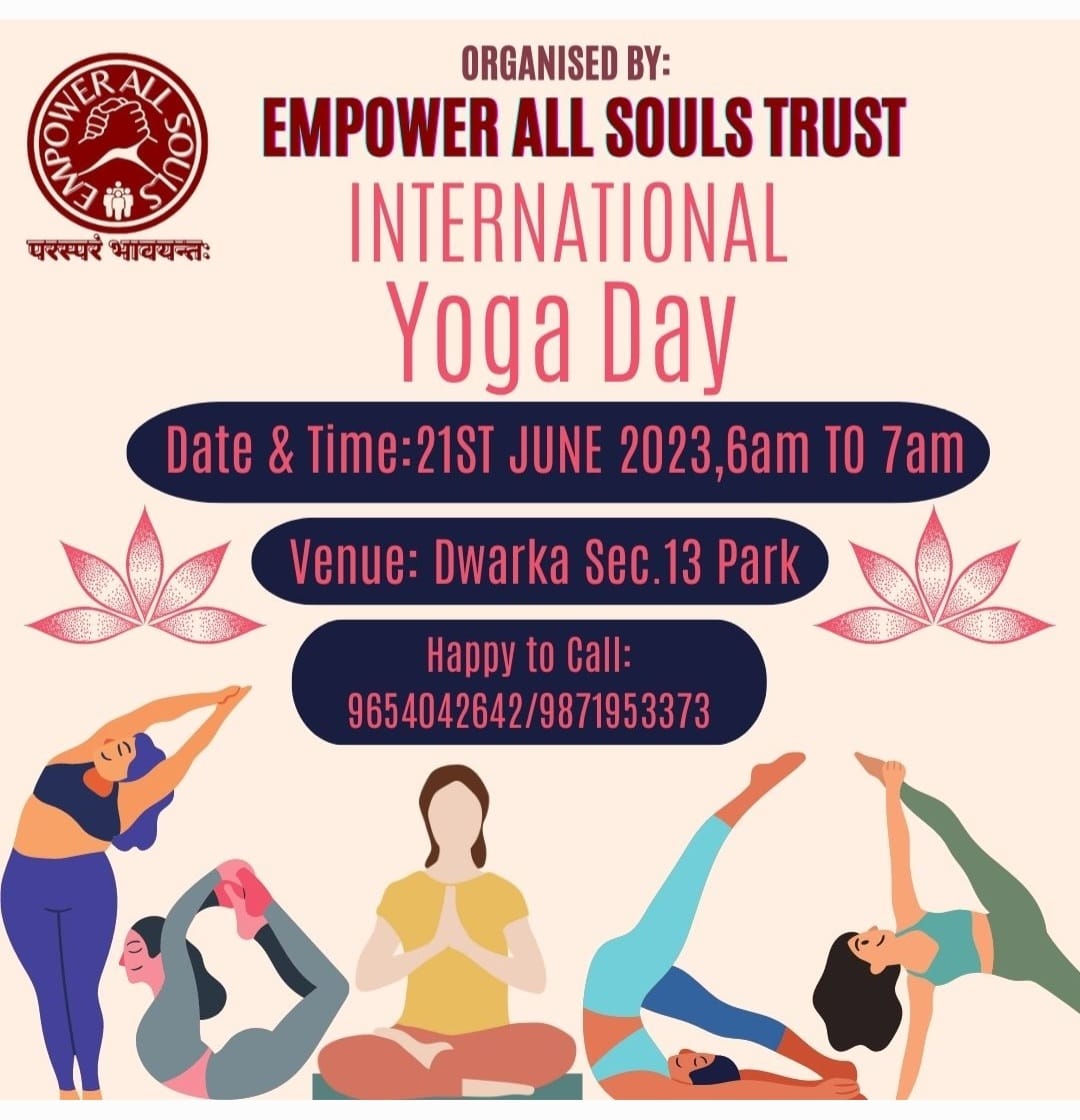 EMPOWER ALL SOULS
परस्परं भावयन्तः
ORGANISED BY:
EMPOWER ALL SOULS TRUST
INTERNATIONAL
Yoga Day
Date & Time:21ST JUNE 2023,6am TO 7am
Venue: Dwarka Sec.13 Park
Happy to Call:
9654042642/9871953373